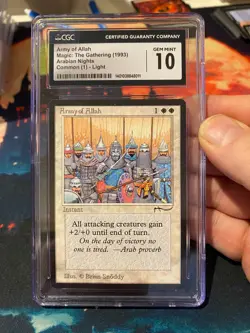 CGC CERTIFIED GUARANTY COMPANY
Army of Allah
Magic: The Gathering (1993)
Arabian Nights
Common (1) - Light
GEM MINT
10
Army of Allah 1
Instant
All attacking creatures gain
+2/+0 until end of turn.
On the day of victory no
one is tired. —Arab proverb
Illus. © Brian Snõddy